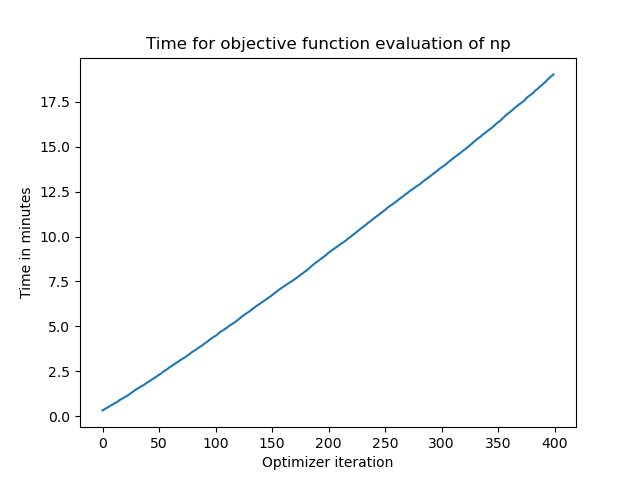 Time for objective function evaluation of np
17.5
15.0
12.5
10.0
7.5
5.0
2.5
0.0
Time in minutes
0 50 100 150 200 250 300 350 400
Optimizer iteration